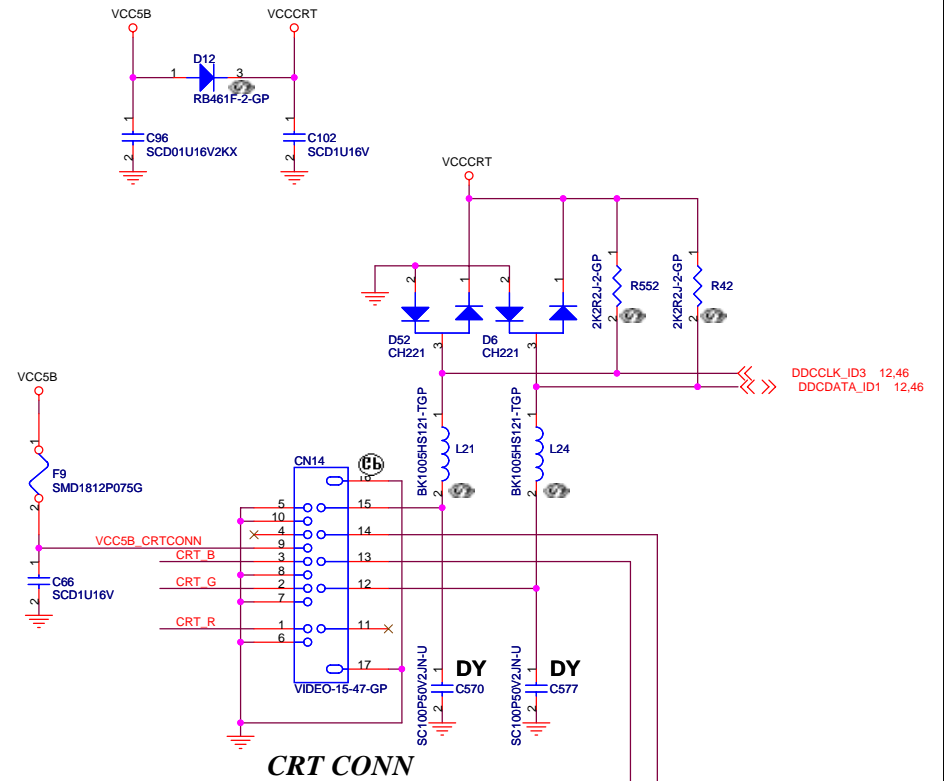 VCC5B
VCCCRT
D12
1
3
RB461F-2-GP
1
C96
SCD01U16V2KX
2
1
C102
SCD1U16V
2
VCCCRT
2
1
2
1
D52
CH221
3
D6
CH221
3
1
2K2R2J-2-GP
R552
2
1
2K2R2J-2-GP
R42
2
DDCCLK_ID3 12,46
DDCDATA_ID1 12,46
VCC5B
1
F9
SMD1812P075G
2
VCC5B_CRTCONN
CRT_B
CRT_G
CRT_R
1
C66
SCD1U16V
2
CN14
16
5
10
4
9
3
8
2
7
1
6
15
14
13
12
11
17
VIDEO-15-47-GP
BK1005HS121-TGP
1
L21
2
BK1005HS121-TGP
1
L24
2
SC100P50V2JN-U
1
DY
C570
2
SC100P50V2JN-U
1
DY
C577
2
CRT CONN